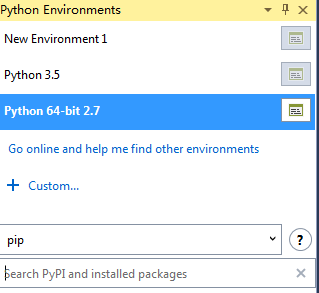 Python Environments
New Environment 1
Python 3.5
Python 64-bit 2.7
Go online and help me find other environments
+ Custom...
pip
?
Search PyPI and installed packages